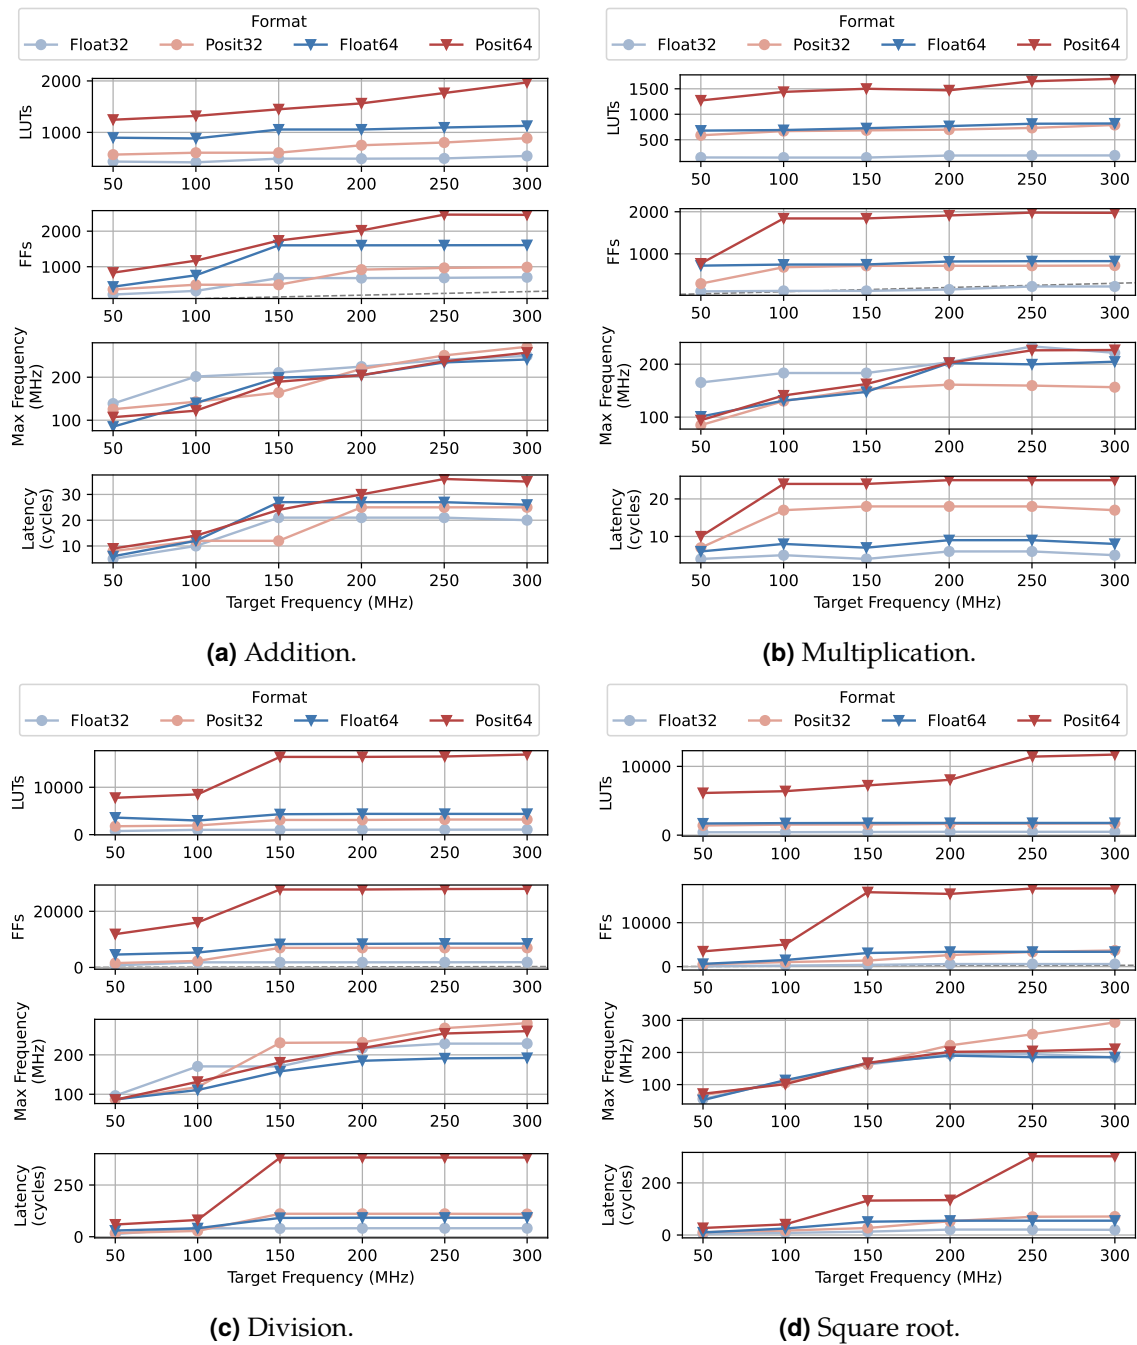 Format
Float32 Posit32 Float64 Posit64
LUTs
2000
1000
50 100 150 200 250 300
FFs
2000
1000
50 100 150 200 250 300
Max Frequency
(MHz)
200
100
50 100 150 200 250 300
Latency
(cycles)
30
20
10
50 100 150 200 250 300
Target Frequency (MHz)
(a) Addition.
Format
Float32 Posit32 Float64 Posit64
LUTs
1500
1000
500
50 100 150 200 250 300
FFs
2000
1000
50 100 150 200 250 300
Max Frequency
(MHz)
200
100
50 100 150 200 250 300
Latency
(cycles)
20
10
50 100 150 200 250 300
Target Frequency (MHz)
(b) Multiplication.
Format
Float32 Posit32 Float64 Posit64
LUTs
10000
0
50 100 150 200 250 300
FFs
20000
0
50 100 150 200 250 300
Max Frequency
(MHz)
200
100
50 100 150 200 250 300
Latency
(cycles)
250
0
50 100 150 200 250 300
Target Frequency (MHz)
(c) Division.
Format
Float32 Posit32 Float64 Posit64
LUTs
10000
0
50 100 150 200 250 300
FFs
10000
0
50 100 150 200 250 300
Max Frequency
(MHz)
300
200
100
50 100 150 200 250 300
Latency
(cycles)
200
0
50 100 150 200 250 300
Target Frequency (MHz)
(d) Square root.